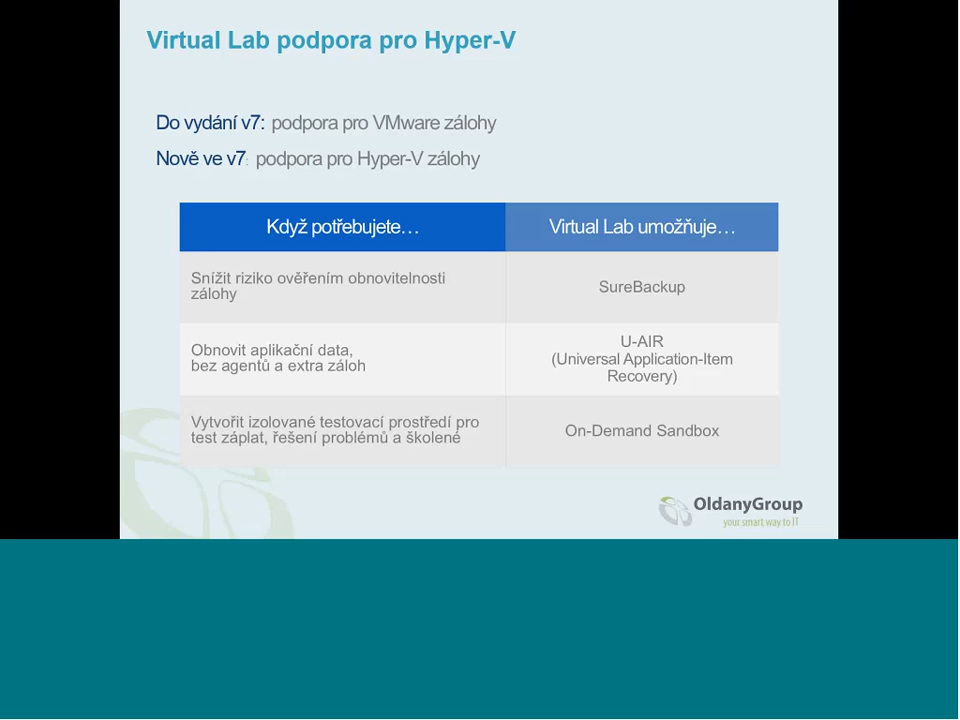 Virtual Lab podpora pro Hyper-V
Do vydání v7: podpora pro VMware zálohy
Nově ve v7: podpora pro Hyper-V zálohy
Když potřebujete…
Virtual Lab umožňuje…
Snížit riziko ověřením obnovitelnosti
zálohy
SureBackup
Obnovit aplikační data,
bez agentů a extra záloh
U-AIR
(Universal Application-Item
Recovery)
Vytvořit izolované testovací prostředí pro
test záplat, řešení problémů a školené
On-Demand Sandbox
OldanyGroup
your smart way to IT